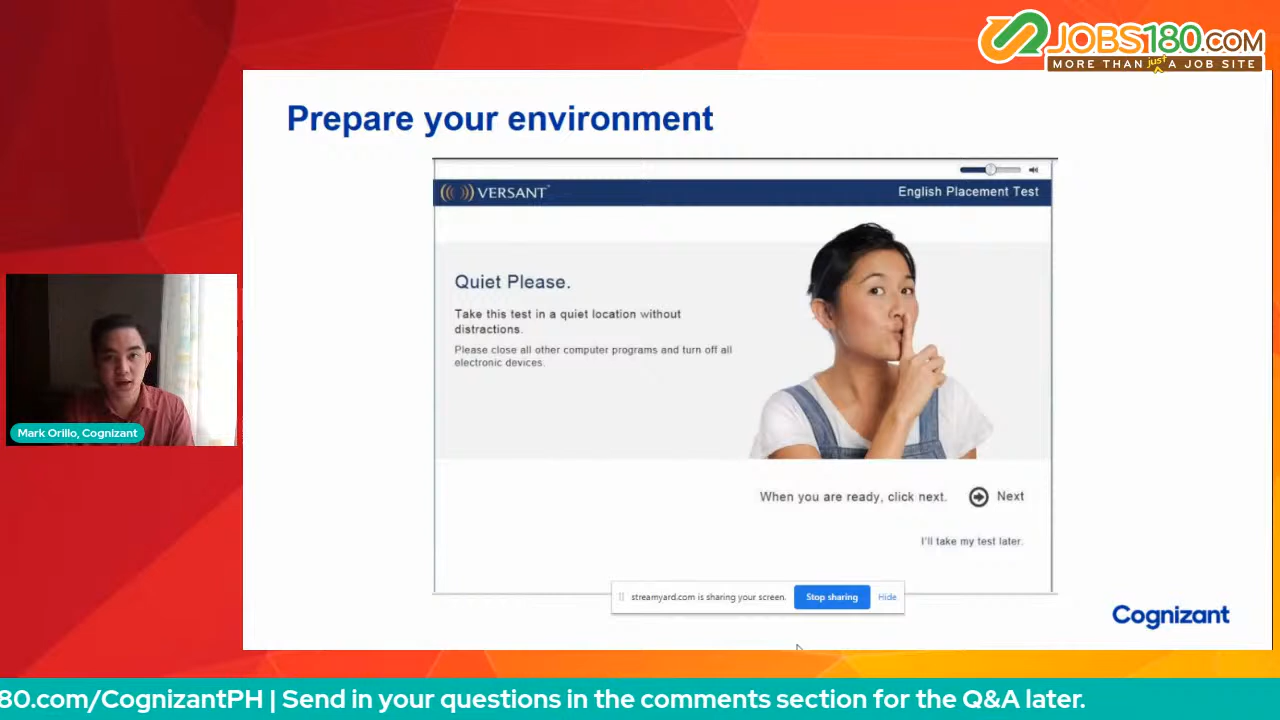 JOBS180.COM
MORE THAN just A JOB SITE
Prepare your environment
VERSANT
English Placement Test
Quiet Please.
Take this test in a quiet location without
distractions.
Please close all other computer programs and turn off all
electronic devices.
When you are ready, click next.
Next
I'll take my test later.
Mark Orillo, Cognizant
streamyard.com is sharing your screen.
Stop sharing
Hide
Cognizant
80.com/CognizantPH | Send in your questions in the comments section for the Q&A later.